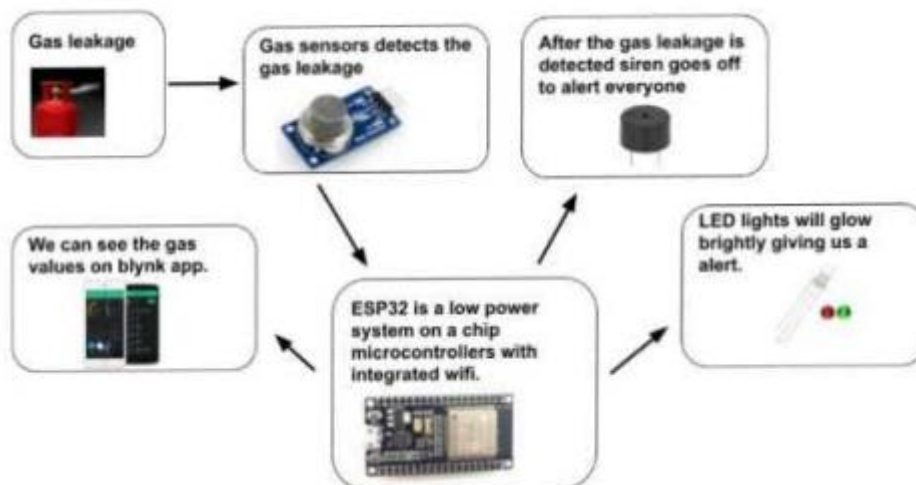 Gas leakage
Gas sensors detects the
gas leakage
After the gas leakage is
detected siren goes off
to alert everyone
We can see the gas
values on blynk app.
ESP32 is a low power
system on a chip
microcontrollers with
integrated wifi.
LED lights will glow
brightly giving us a
alert.